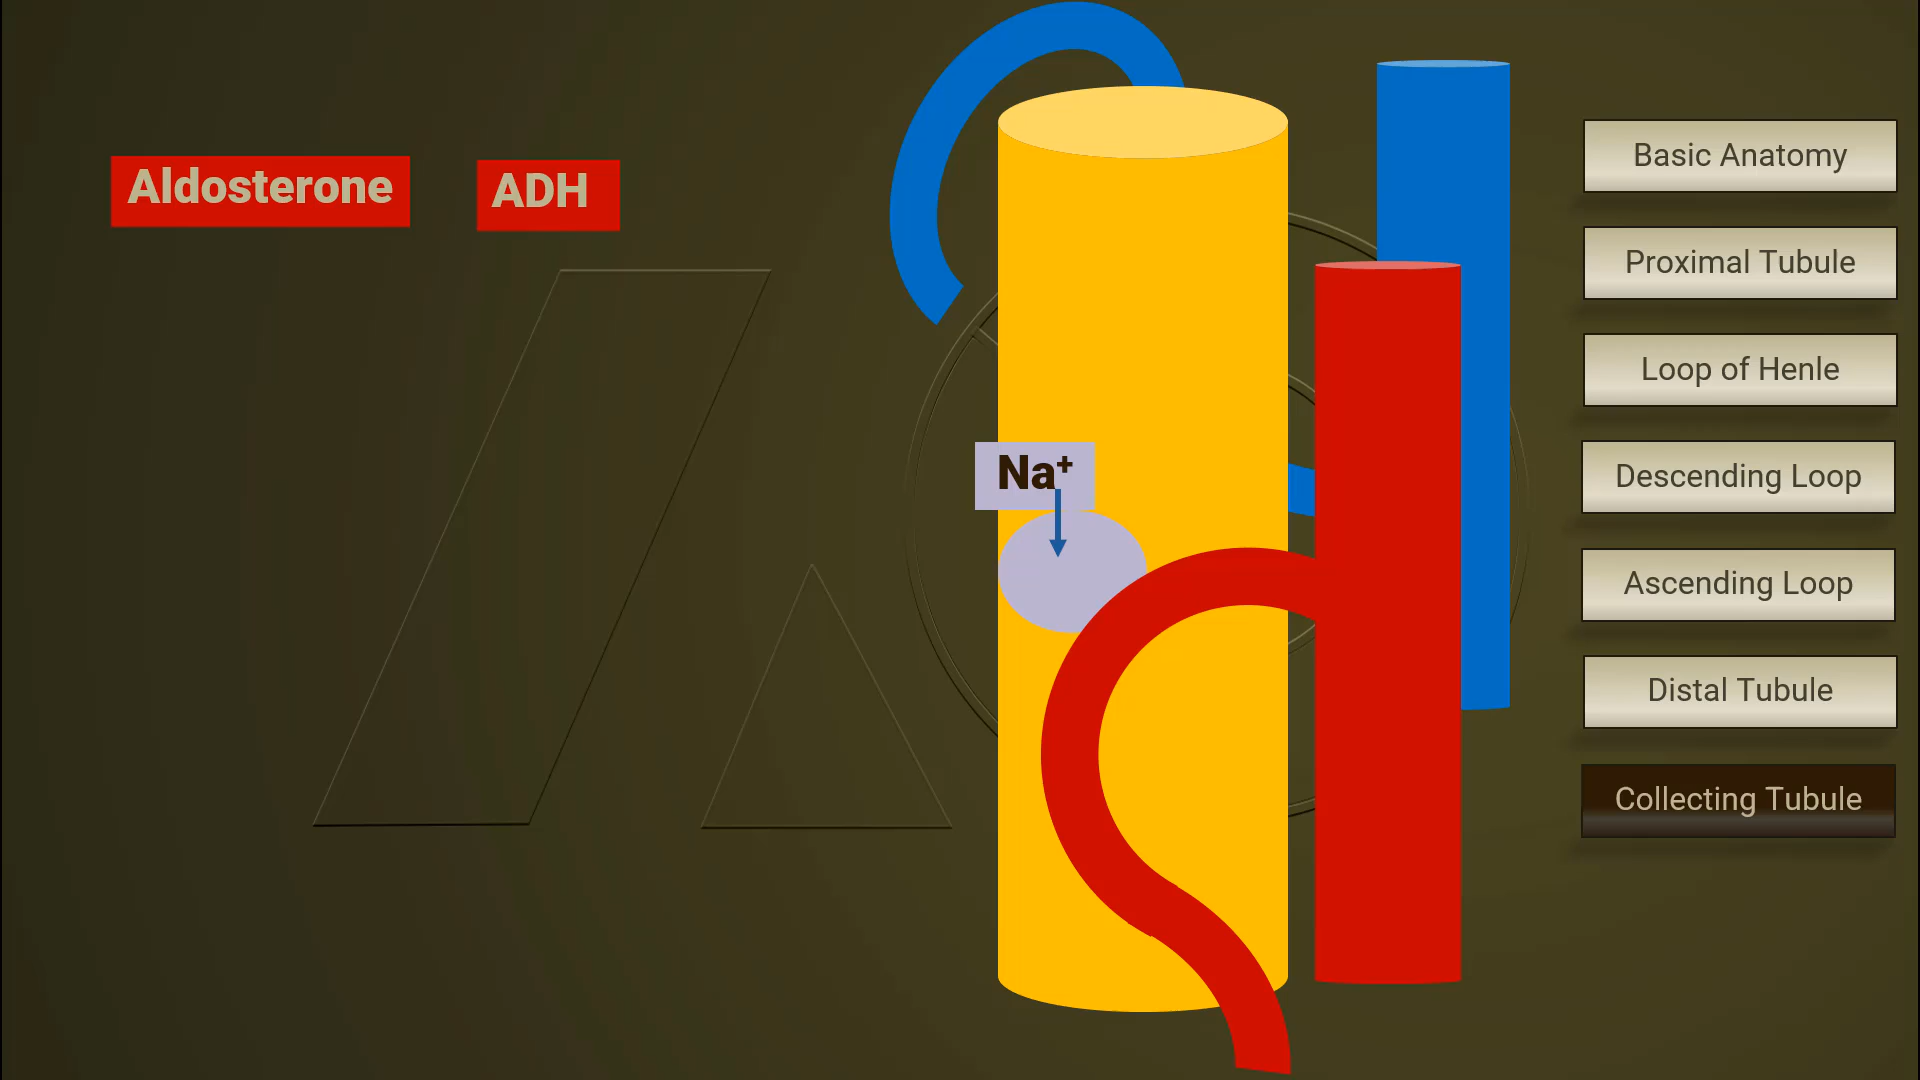 Aldosterone
ADH
Na⁺
Basic Anatomy
Proximal Tubule
Loop of Henle
Descending Loop
Ascending Loop
Distal Tubule
Collecting Tubule